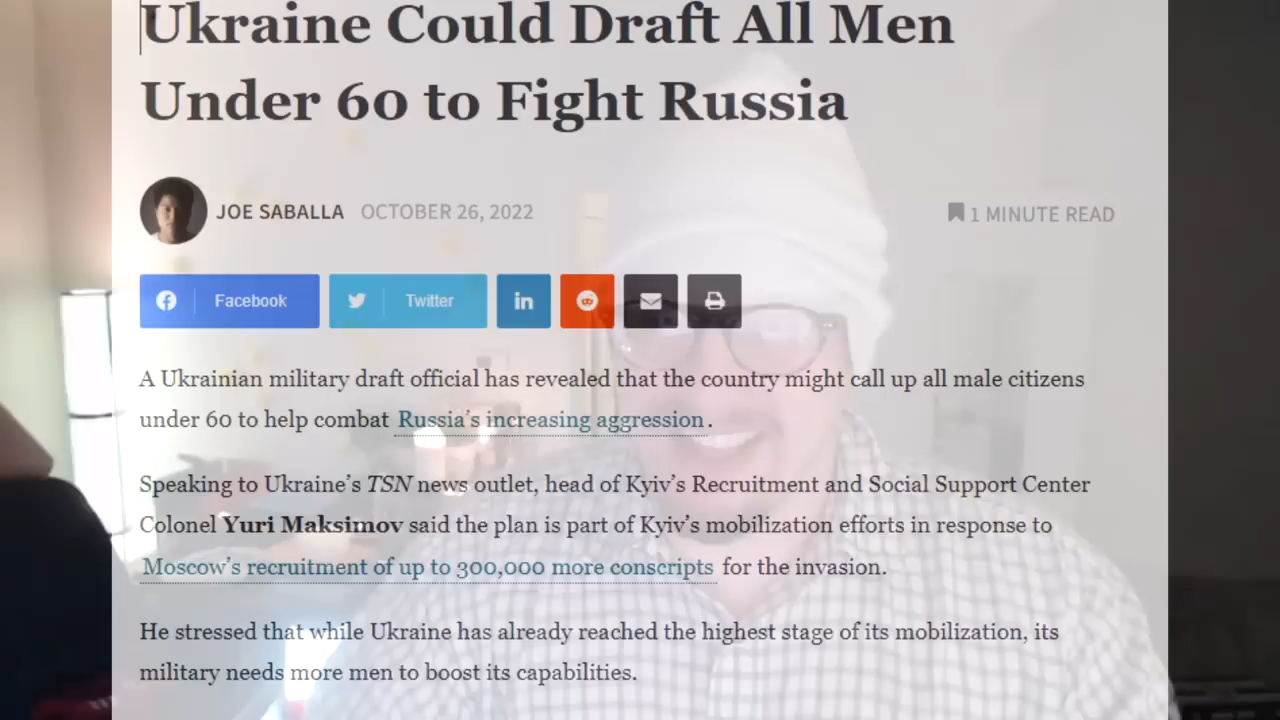 Ukraine Could Draft All Men
Under 60 to Fight Russia
JOE SABALLA OCTOBER 26, 2022
1 MINUTE READ
Facebook
Twitter
in
A Ukrainian military draft official has revealed that the country might call up all male citizens
under 60 to help combat Russia’s increasing aggression.
Speaking to Ukraine’s TSN news outlet, head of Kyiv’s Recruitment and Social Support Center
Colonel Yuri Maksimov said the plan is part of Kyiv’s mobilization efforts in response to
Moscow’s recruitment of up to 300,000 more conscripts for the invasion.
He stressed that while Ukraine has already reached the highest stage of its mobilization, its
military needs more men to boost its capabilities.